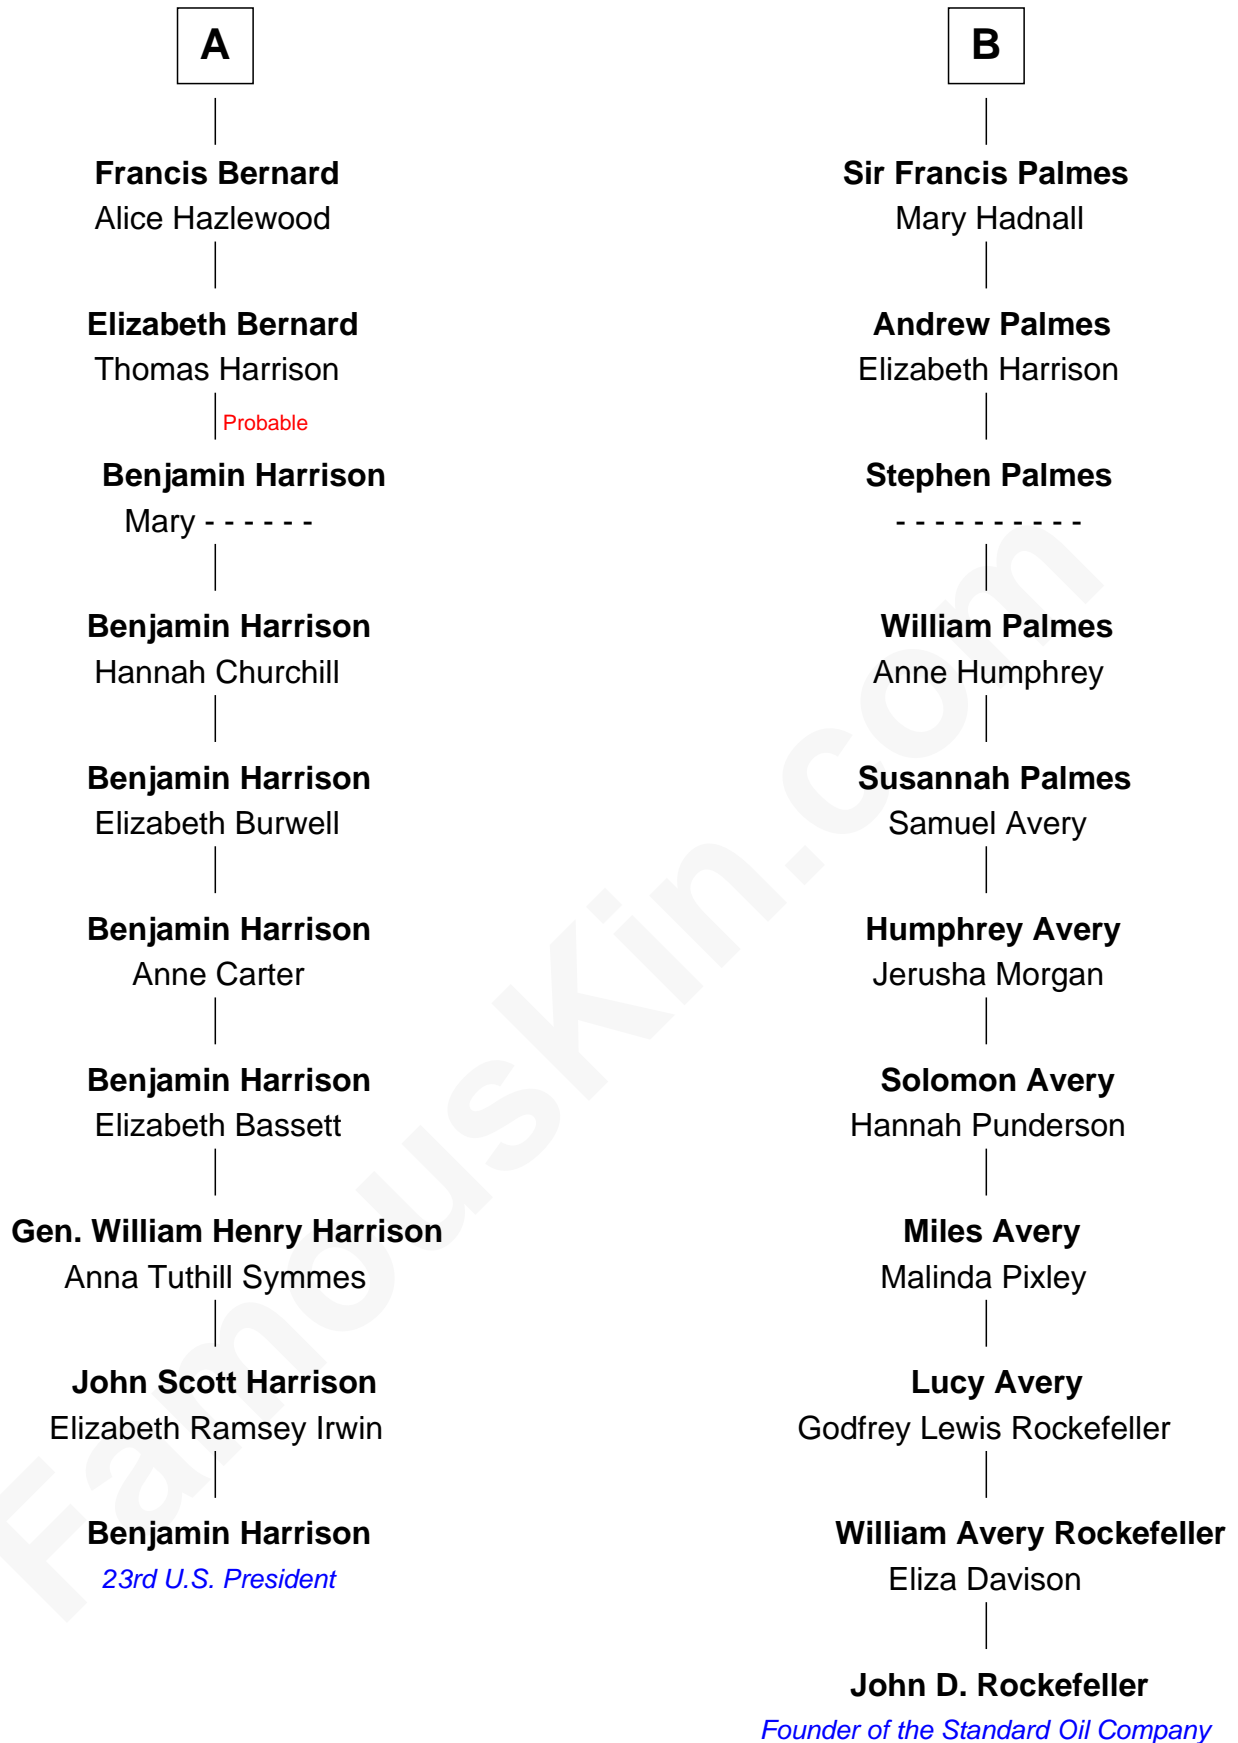 A
Francis Bernard
Alice Hazlewood
Elizabeth Bernard
Thomas Harrison
Probable
Benjamin Harrison
Mary - - - - - -
Benjamin Harrison
Hannah Churchill
Benjamin Harrison
Elizabeth Burwell
Benjamin Harrison
Anne Carter
Benjamin Harrison
Elizabeth Bassett
Gen. William Henry Harrison
Anna Tuthill Symmes
John Scott Harrison
Elizabeth Ramsey Irwin
Benjamin Harrison
23rd U.S. President
B
Sir Francis Palmes
Mary Hadnall
Andrew Palmes
Elizabeth Harrison
Stephen Palmes
- - - - - - - - - -
William Palmes
Anne Humphrey
Susannah Palmes
Samuel Avery
Humphrey Avery
Jerusha Morgan
Solomon Avery
Hannah Punderson
Miles Avery
Malinda Pixley
Lucy Avery
Godfrey Lewis Rockefeller
William Avery Rockefeller
Eliza Davison
John D. Rockefeller
Founder of the Standard Oil Company
FamousKin.com